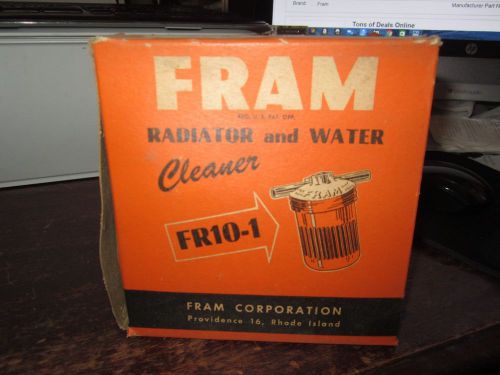 Brand: Fram Manufacturer Part N
Tons of Deals Online
hp
FRAM
REG. U. S. PAT. OFF.
RADIATOR and WATER
Cleaner
FRAM
FR10-1
FRAM CORPORATION
Providence 16, Rhode Island